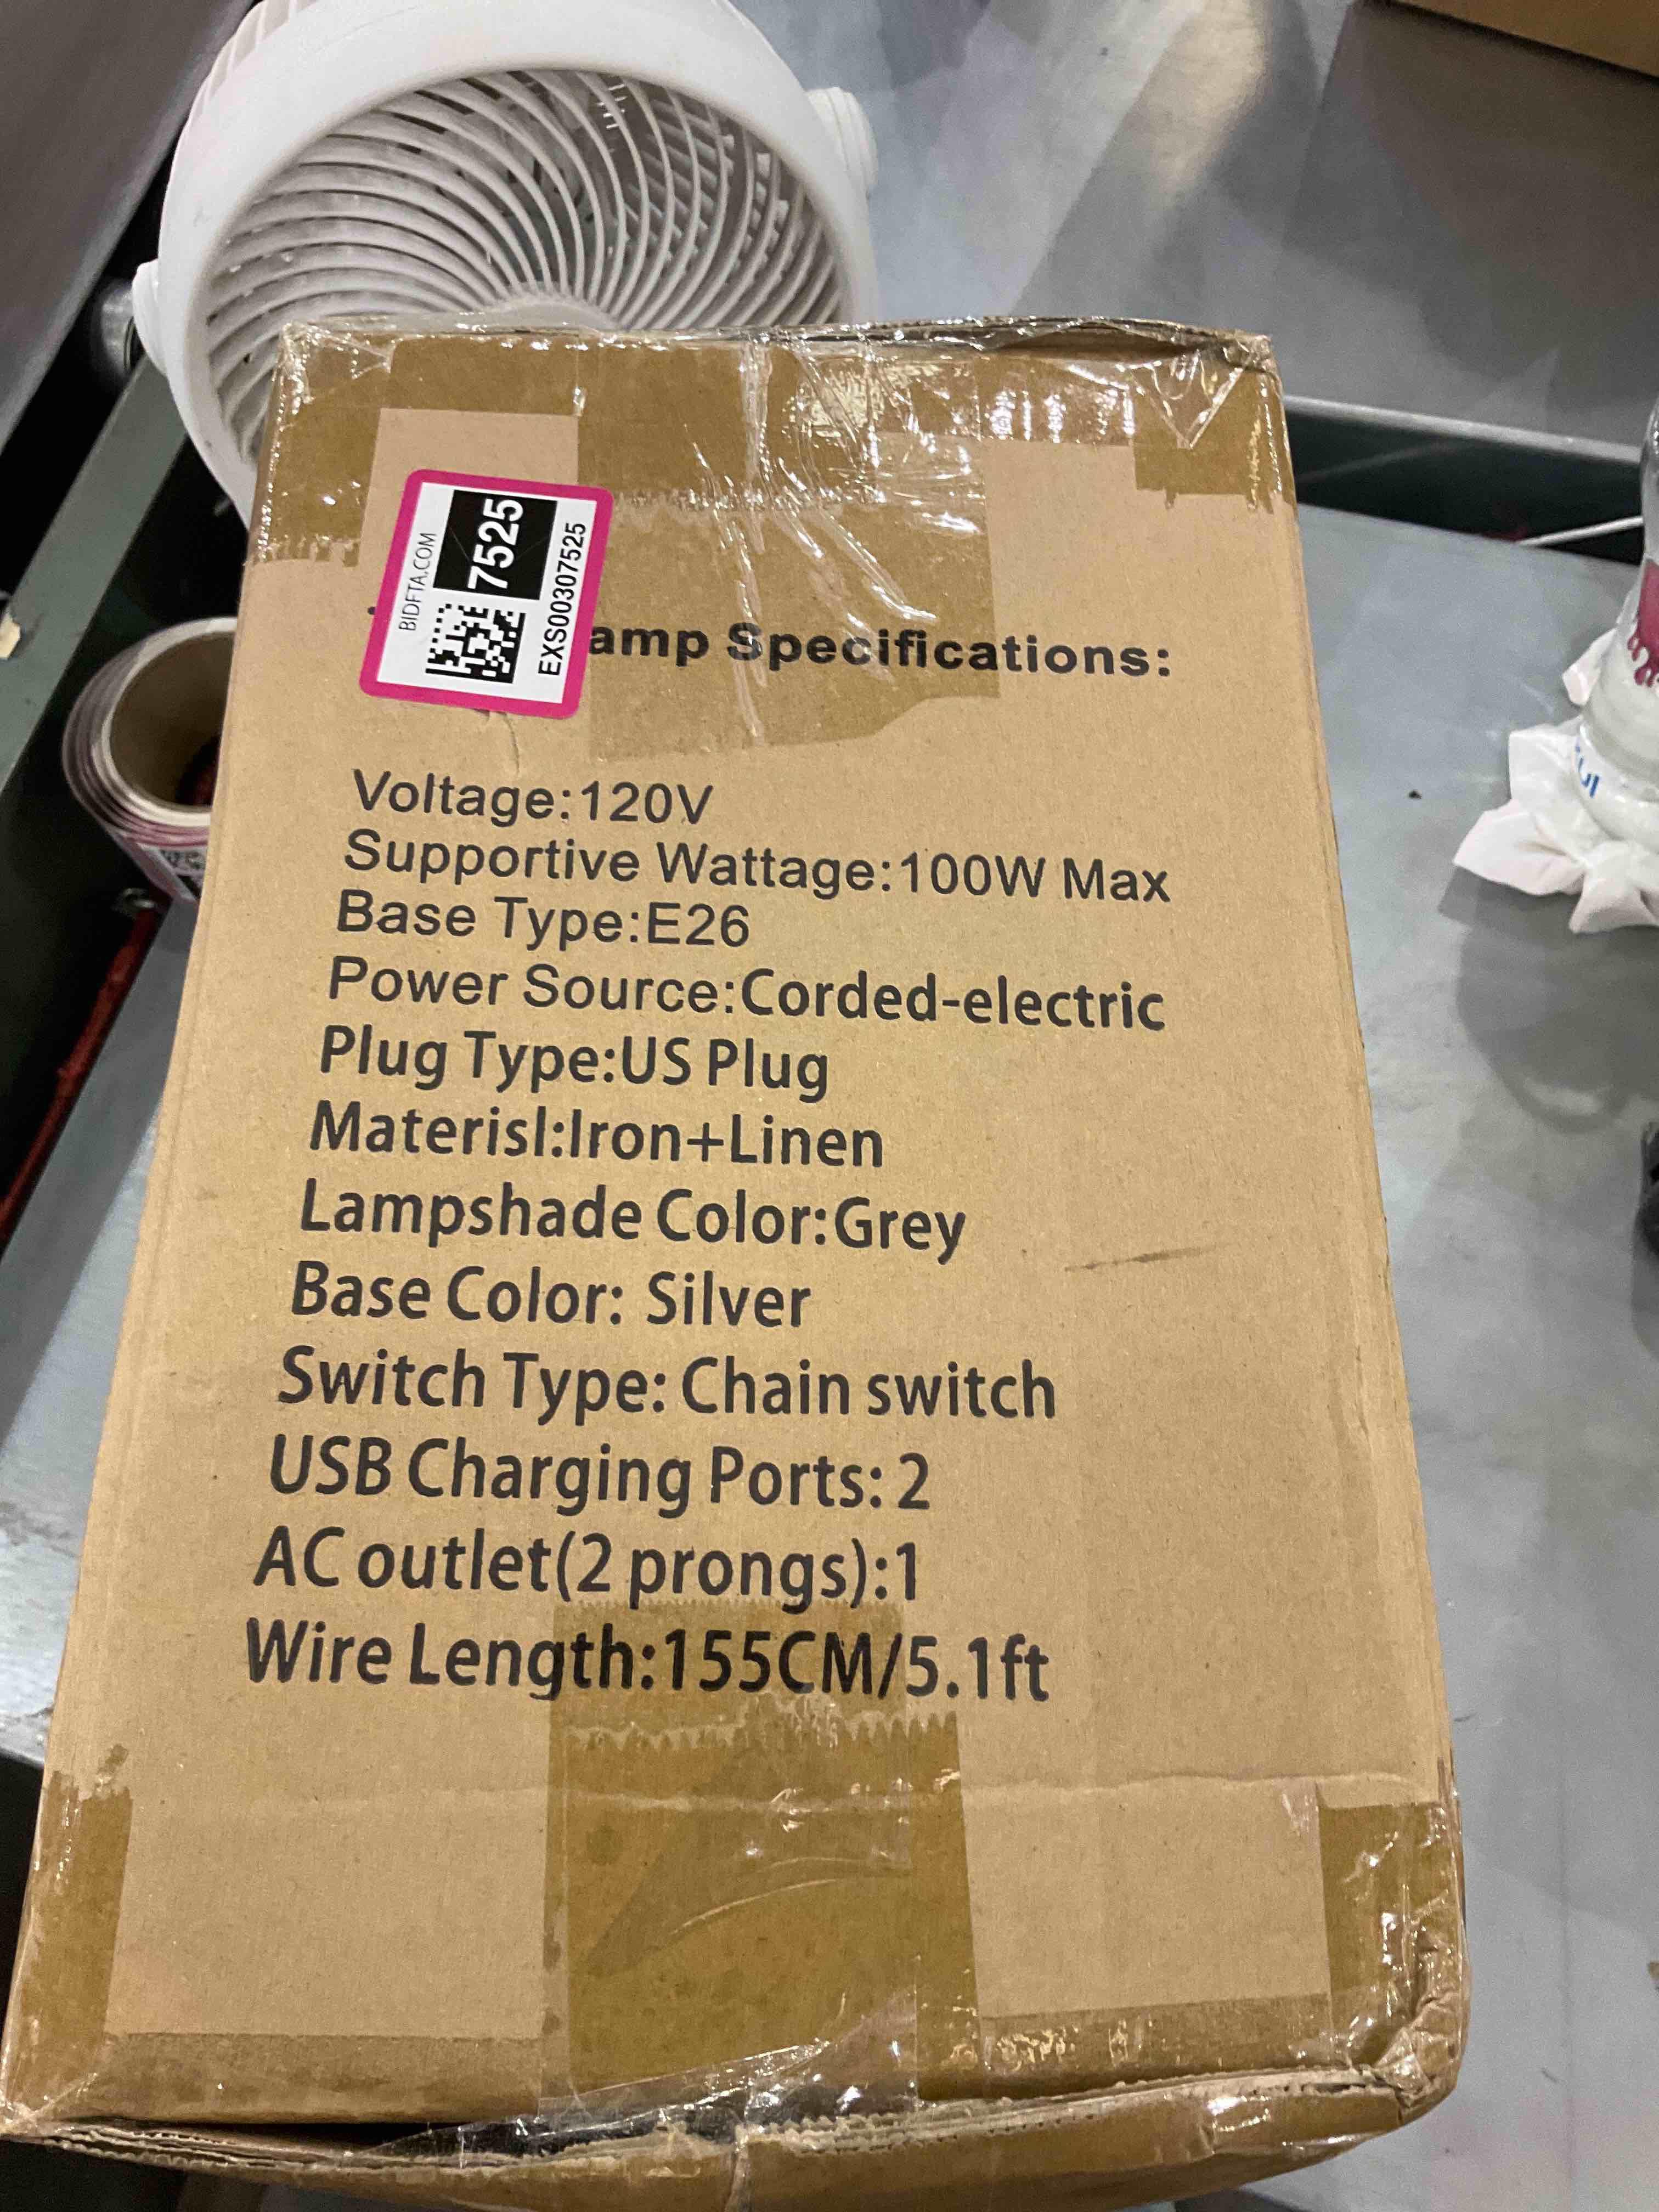 BIDFTA.COM
7525
EXS00307525
amp Specifications:
Voltage:120V
Supportive Wattage:100W Max
Base Type:E26
Power Source:Corded-electric
Plug Type:US Plug
Materisl:Iron+Linen
Lampshade Color:Grey
Base Color: Silver
Switch Type: Chain switch
USB Charging Ports: 2
AC outlet(2 prongs):1
Wire Length:155CM/5.1ft